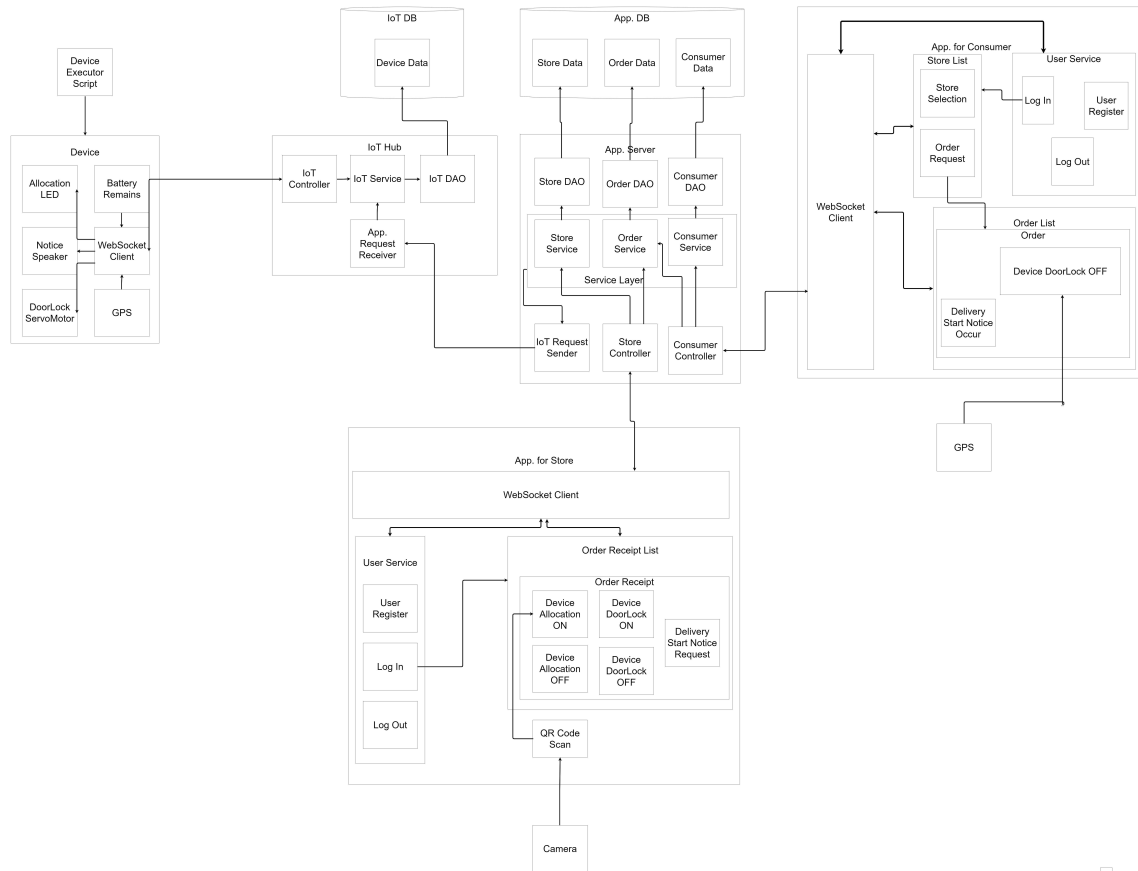 IoT DB
Device Data
App. DB
Store Data
Order Data
Consumer
Data
Device
Executor
Script
Device
Allocation
LED
Battery
Remains
Notice
Speaker
WebSocket
Client
DoorLock
ServoMotor
GPS
IoT Hub
IoT
Controller
IoT Service
IoT DAO
App.
Request
Receiver
App. Server
Store DAO
Order DAO
Consumer
DAO
Store
Service
Order
Service
Consumer
Service
Service Layer
IoT Request
Sender
Store
Controller
Consumer
Controller
App. for Consumer
WebSocket
Client
Store List
Store
Selection
Order
Request
User Service
Log In
User
Register
Log Out
Order List
Order
Device DoorLock OFF
Delivery
Start Notice
Occur
GPS
App. for Store
WebSocket Client
User Service
User
Register
Log In
Log Out
Order Receipt List
Order Receipt
Device
Allocation
ON
Device
DoorLock
ON
Delivery
Start Notice
Request
Device
Allocation
OFF
Device
DoorLock
OFF
QR Code
Scan
Camera